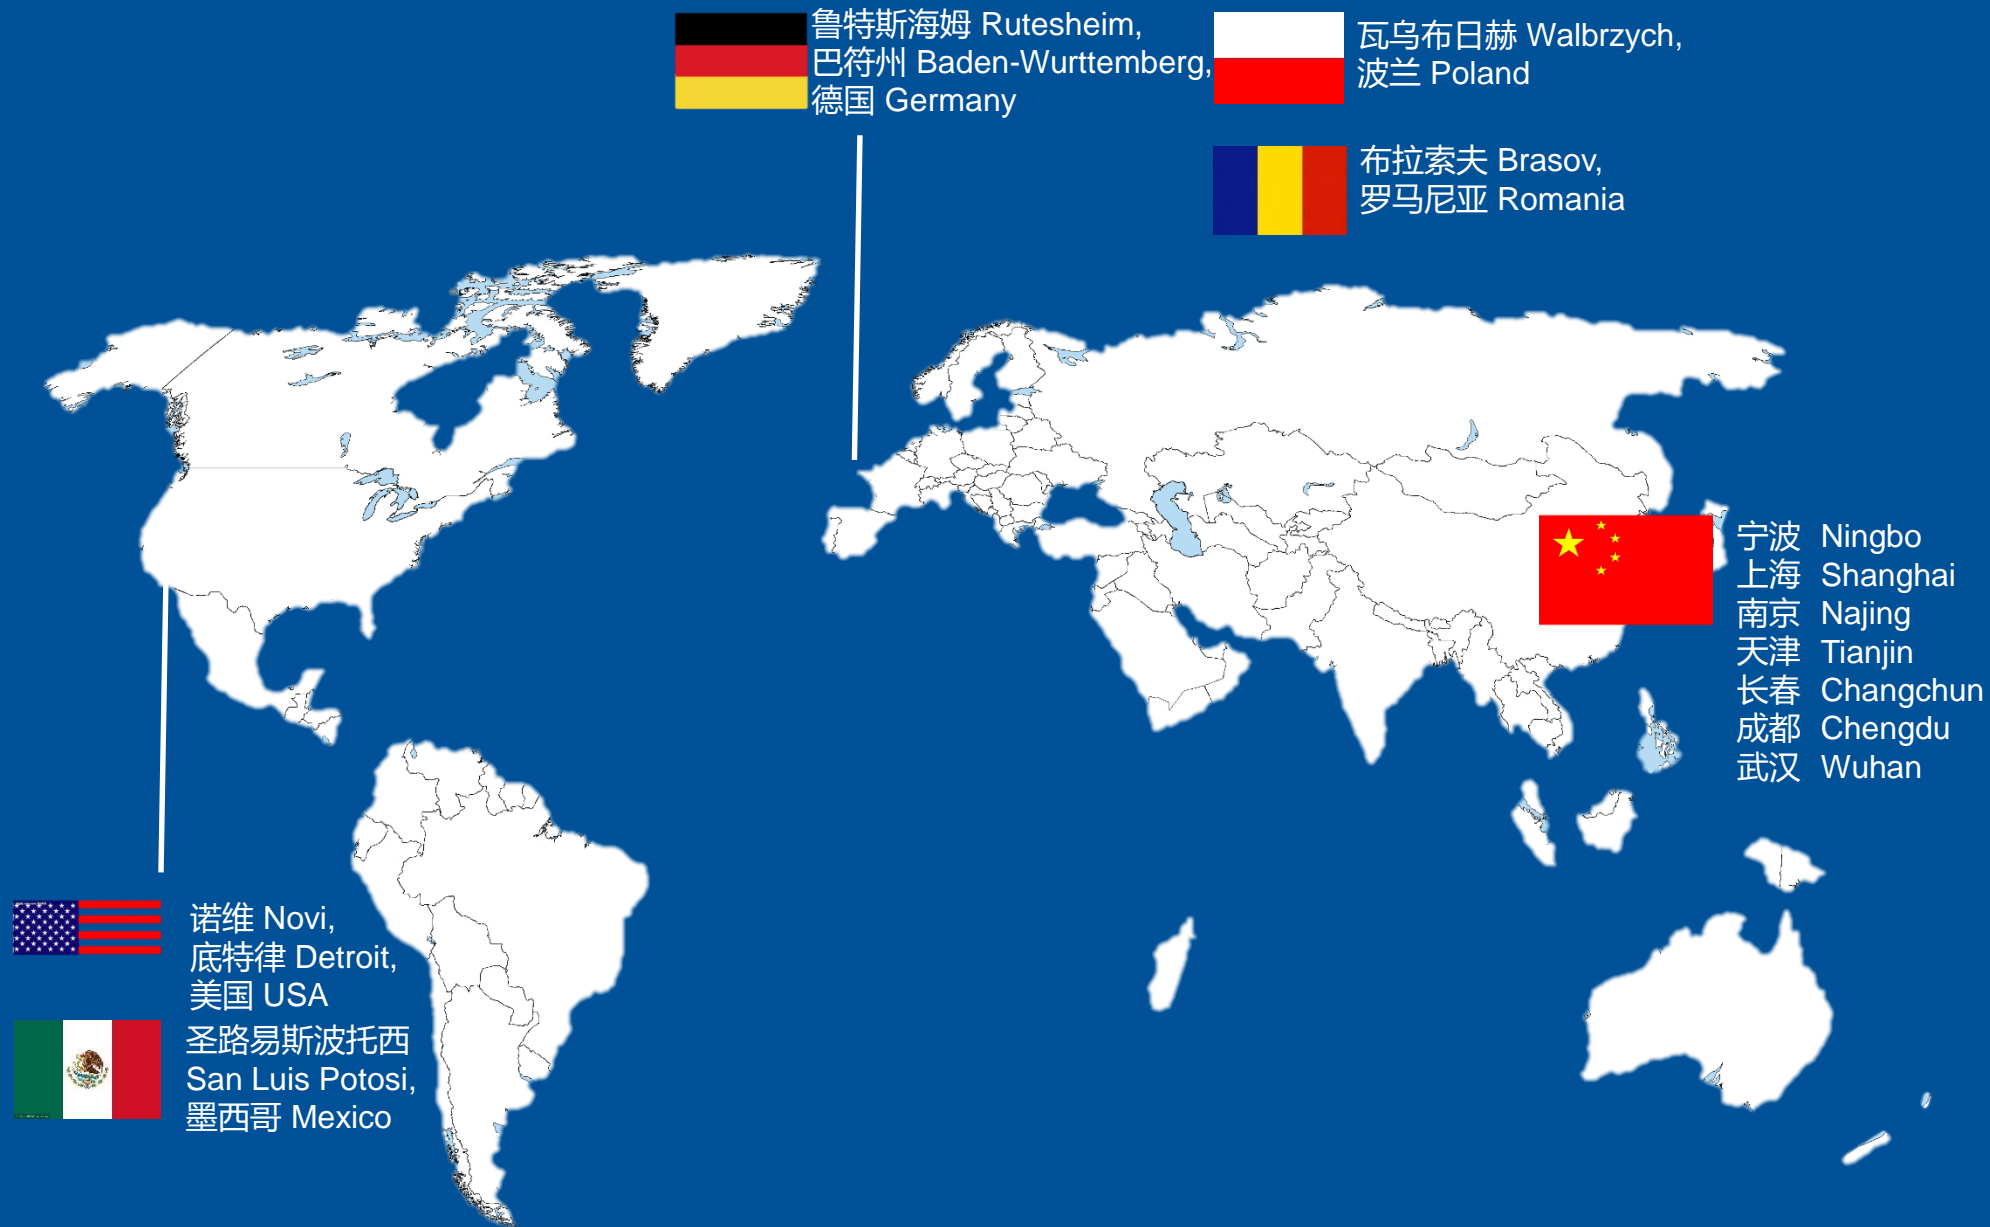 鲁特斯海姆 Rutesheim,
巴符州 Baden-Wurttemberg,
德国 Germany
瓦乌布日赫 Walbrzych,
波兰 Poland
布拉索夫 Brasov,
罗马尼亚 Romania
宁波 Ningbo
上海 Shanghai
南京 Najing
天津 Tianjin
长春 Changchun
成都 Chengdu
武汉 Wuhan
诺维 Novi,
底特律 Detroit,
美国 USA
圣路易斯波托西
San Luis Potosi,
墨西哥 Mexico